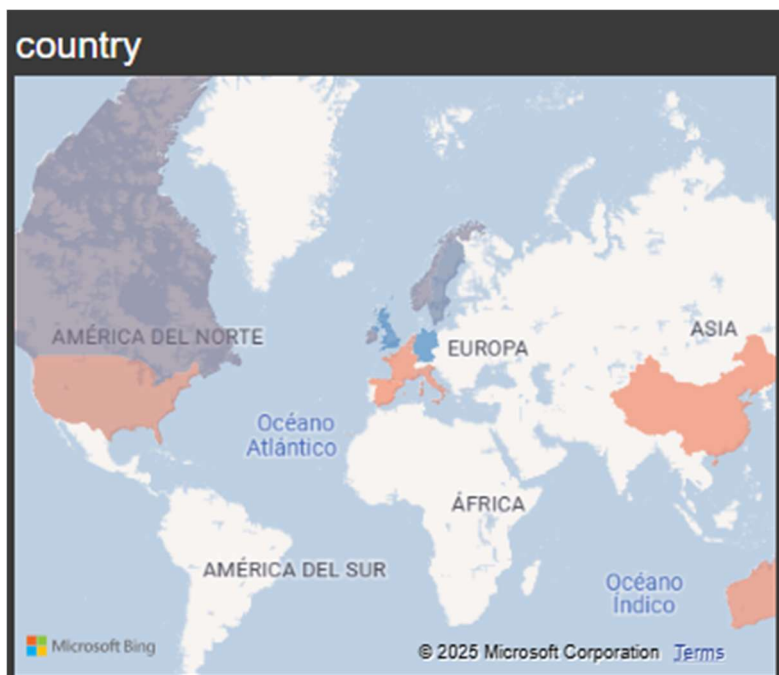 country
AMÉRICA DEL NORTE
EUROPA
ASIA
Océano
Atlántico
ÁFRICA
AMÉRICA DEL SUR
Océano
Índico
Microsoft Bing
© 2025 Microsoft Corporation Terms